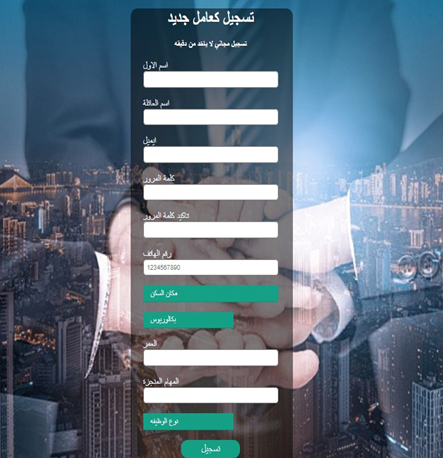 تسجيل كعامل جديد
تسجيل مجاني لا يتعد من دقيقه
اسم الاول
اسم العائلة
ايميل
كلمة المرور
تاكيد كلمة المرور
رقم الهاتف
1234567890
مكان السكن
بكالوريوس
العمر
المهام المنجزة
نوع الوظيفه
تسجيل